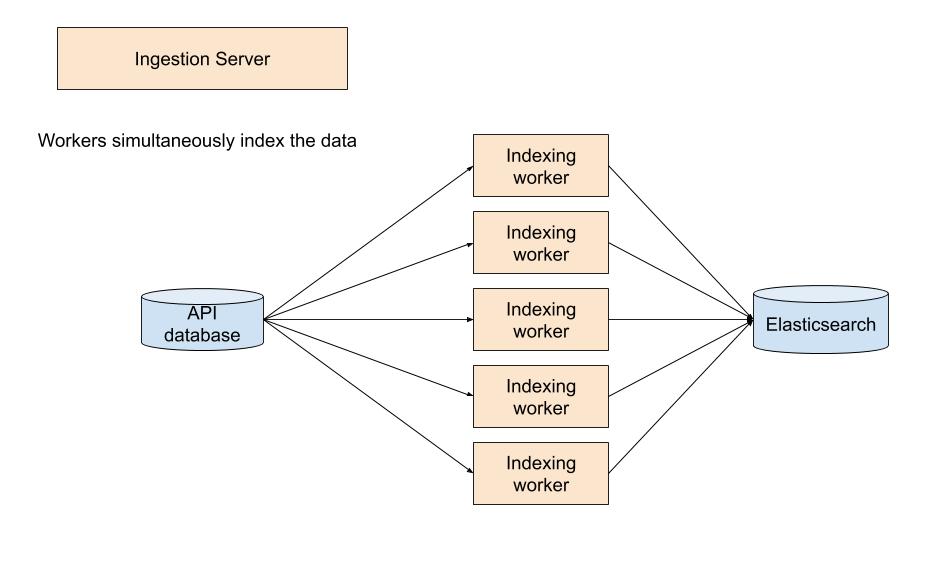 Ingestion Server
Workers simultaneously index the data
Indexing
worker
Indexing
worker
API
database
Indexing
worker
Elasticsearch
Indexing
worker
Indexing
worker